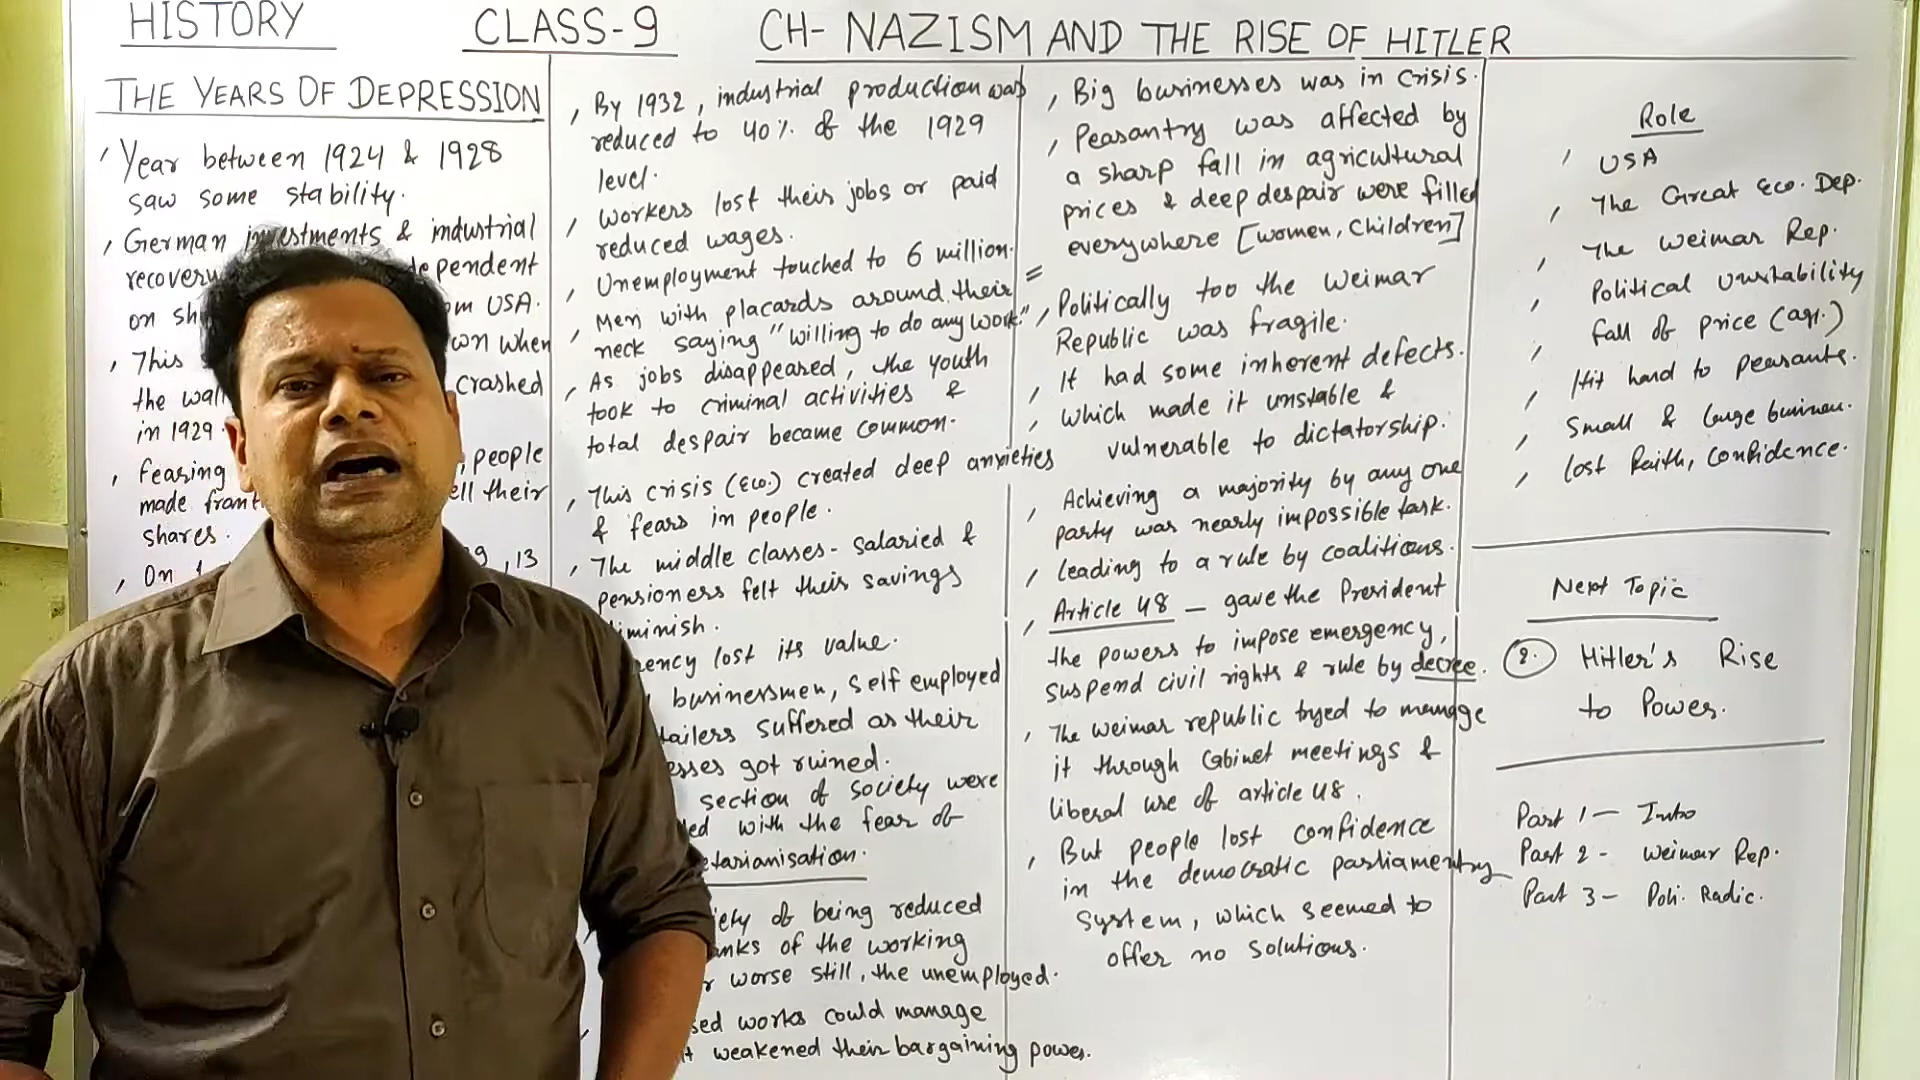 HISTORY CLASS-9 CH- NAZISM AND THE RISE OF HITLER
THE YEARS OF DEPRESSION
Year between 1924 & 1928
saw some stability.
German investments & industrial
recovery dependent
on sh om USA.
This own when
the wall crashed
in 1929.
fearing , people
made frant ell their
shares.
On 9, 13
By 1932, industrial production was
reduced to 40% of the 1929
level.
Workers lost their jobs or paid
reduced wages.
Unemployment touched to 6 million.
Men with placards around their
neck saying "willing to do any work."
As jobs disappeared, the youth
took to criminal activities &
total despair became common.
This crisis (Eco.) created deep anxieties
& fears in people.
The middle classes- salaried &
pensioners felt their savings
iminish.
ency lost its value.
businessmen, self employed
tailers suffered as their
esses got ruined.
section of society were
ed with the fear of
etarianisation.
iety of being reduced
anks of the working
r worse still, the unemployed.
sed works could manage
t weakened their bargaining power.
Big businesses was in crisis.
Peasantry was affected by
a sharp fall in agricultural
prices & deep despair were filled
everywhere [women, children]
Politically too the Weimar
Republic was fragile.
It had some inherent defects.
which made it unstable &
vulnerable to dictatorship.
Achieving a majority by any one
party was nearly impossible task.
leading to a rule by coalitions.
Article 48 — gave the President
the powers to impose emergency,
suspend civil rights & rule by decree.
The Weimar republic tryed to manage
it through Cabinet meetings &
liberal use of article 48.
But people lost confidence
in the democratic parliamentry
system, which seemed to
offer no solutions.
Role
USA
The Great Eco. Dep.
The Weimar Rep.
Political Unstability
fall of price (agr.)
Hit hard to peasants.
Small & large businen.
lost faith, confidence.
Next Topic
2. Hitler's Rise
to Power.
Part 1 — Intro
Part 2 - Weimar Rep.
Part 3 — Poli. Radic.